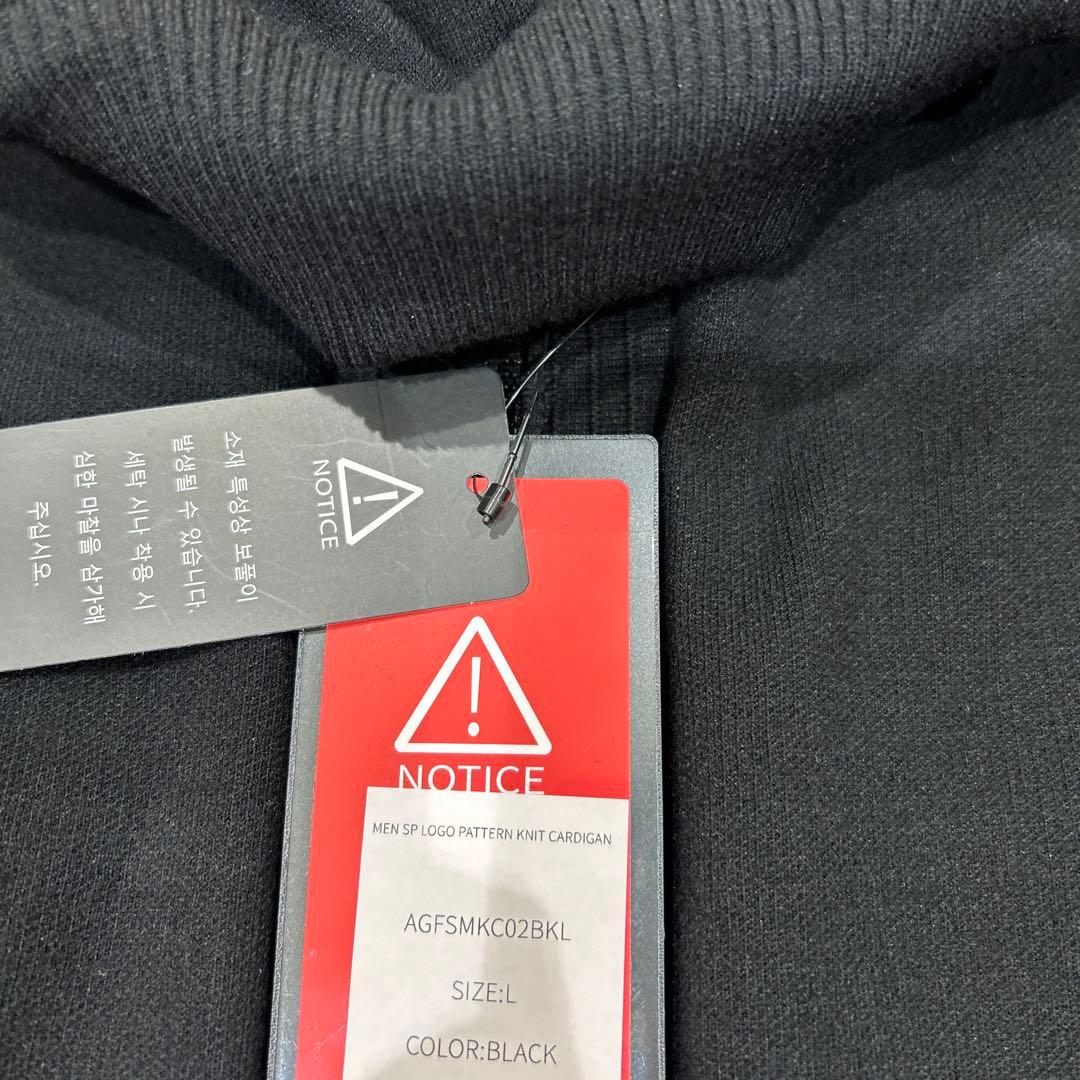 NOTICE
소재 특성상 보풀이
발생될 수 있습니다.
세탁 시나 착용 시
심한 마찰을 삼가해
주십시오.
NOTICE
MEN SP LOGO PATTERN KNIT CARDIGAN
AGFSMKC02BKL
SIZE:L
COLOR:BLACK